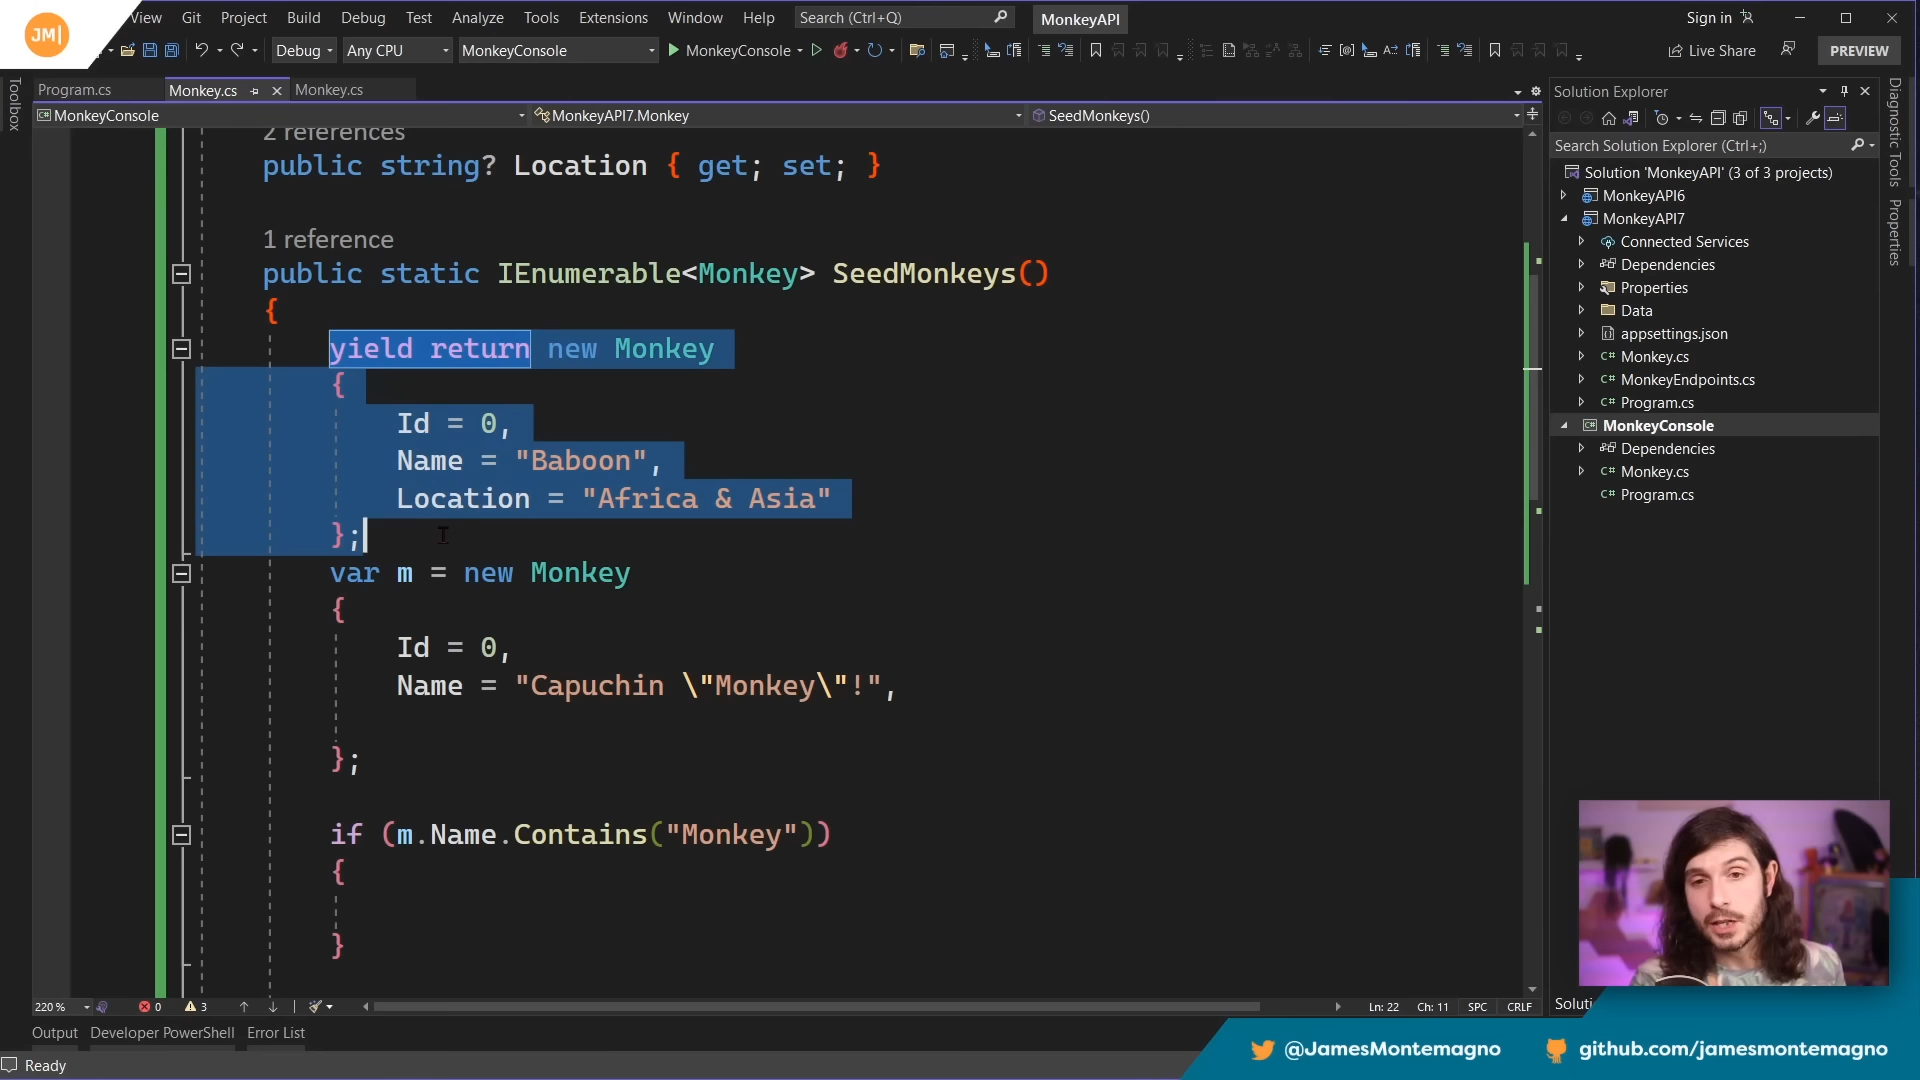 JM|
View Git Project Build Debug Test Analyze Tools Extensions Window Help Search (Ctrl+Q) MonkeyAPI Sign in
Debug Any CPU MonkeyConsole MonkeyConsole Live Share PREVIEW
Toolbox
Program.cs Monkey.cs Monkey.cs
MonkeyConsole MonkeyAPI7.Monkey SeedMonkeys()
2 references
public string? Location { get; set; }
1 reference
public static IEnumerable<Monkey> SeedMonkeys()
{
yield return new Monkey
{
Id = 0,
Name = "Baboon",
Location = "Africa & Asia"
};
var m = new Monkey
{
Id = 0,
Name = "Capuchin \"Monkey\"!",
};
if (m.Name.Contains("Monkey"))
{
}
220 % 0 3 Ln: 22 Ch: 11 SPC CRLF
Output Developer PowerShell Error List
Ready
Solution Explorer
Search Solution Explorer (Ctrl+;)
Solution 'MonkeyAPI' (3 of 3 projects)
MonkeyAPI6
MonkeyAPI7
Connected Services
Dependencies
Properties
Data
appsettings.json
Monkey.cs
MonkeyEndpoints.cs
Program.cs
MonkeyConsole
Dependencies
Monkey.cs
Program.cs
Soluti
Diagnostic Tools
Properties
@JamesMontemagno github.com/jamesmontemagno